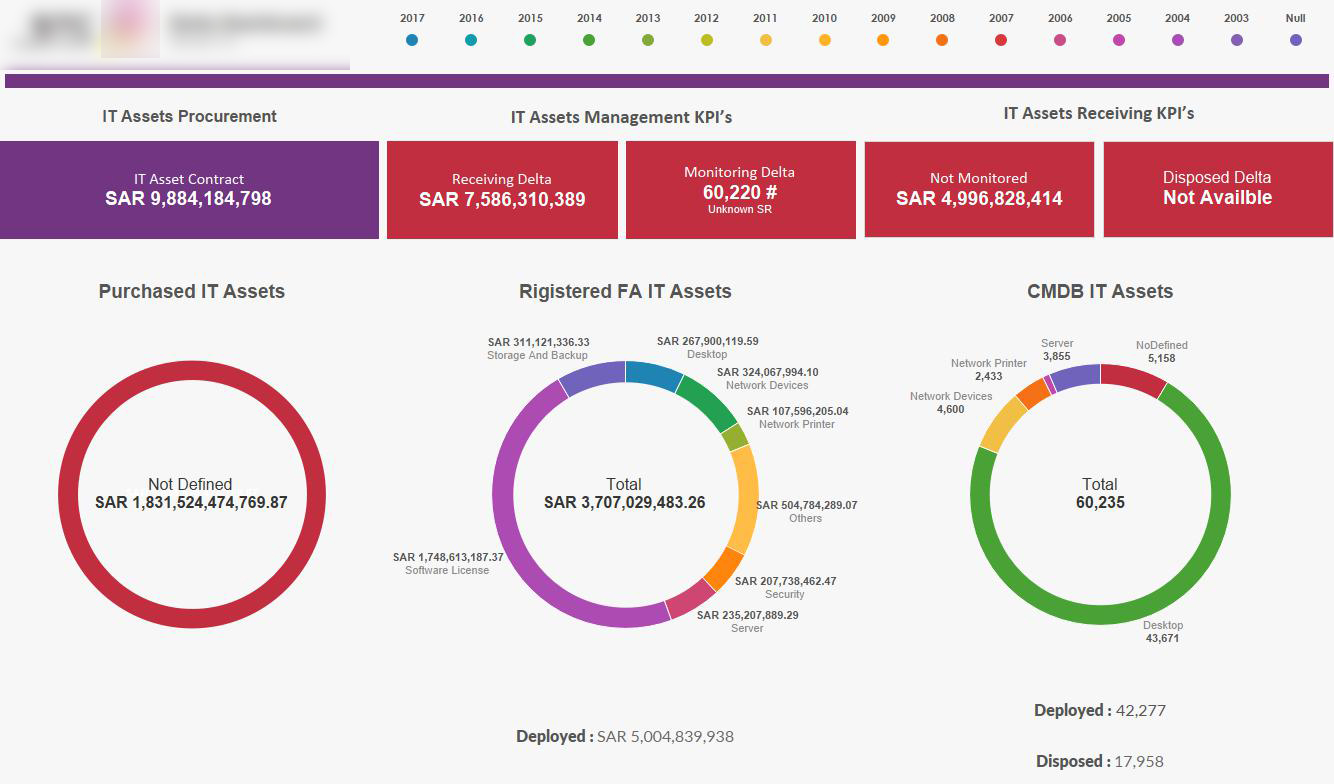 2017 2016 2015 2014 2013 2012 2011 2010 2009 2008 2007 2006 2005 2004 2003 Null
IT Assets Procurement
IT Assets Management KPI’s
IT Assets Receiving KPI’s
IT Asset Contract
SAR 9,884,184,798
Receiving Delta
SAR 7,586,310,389
Monitoring Delta
60,220 #
Unknown SR
Not Monitored
SAR 4,996,828,414
Disposed Delta
Not Availble
Purchased IT Assets
Not Defined
SAR 1,831,524,474,769.87
Rigistered FA IT Assets
SAR 311,121,336.33
Storage And Backup
SAR 267,900,119.59
Desktop
SAR 324,067,994.10
Network Devices
SAR 107,596,205.04
Network Printer
Total
SAR 3,707,029,483.26
SAR 504,784,289.07
Others
SAR 1,748,613,187.37
Software License
SAR 207,738,462.47
Security
SAR 235,207,889.29
Server
Deployed : SAR 5,004,839,938
CMDB IT Assets
Server
3,855
NoDefined
5,158
Network Printer
2,433
Network Devices
4,600
Total
60,235
Desktop
43,671
Deployed : 42,277
Disposed : 17,958